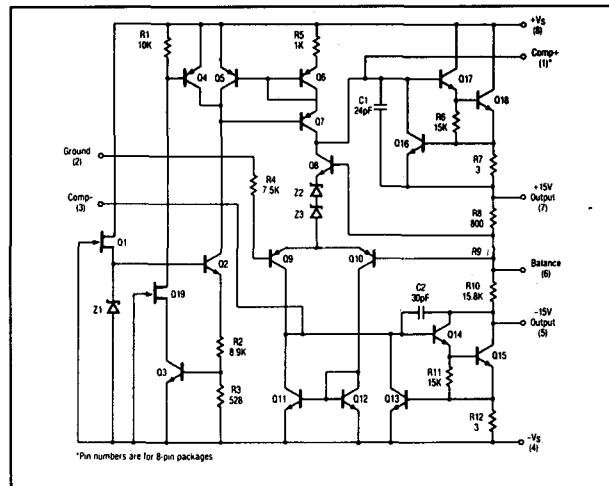 +VS
(8)
Comp+
(1)*
R1
10K
Q4
Q5
R5
1K
Q6
Q7
Q17
Q18
C1
24pF
R6
15K
Q16
R7
3
Ground
(2)
Comp-
(3)
R4
7.5K
Q8
Z2
Z3
+15V
Output
(7)
R8
800
R9
Balance
(6)
Q1
Q2
Q9
Q10
R10
15.8K
Z1
Q19
C2
30pF
Q14
-15V
Output
(5)
Q15
R2
8.9K
R11
15K
Q3
R3
528
Q11
Q12
Q13
R12
3
-VS
(4)
*Pin numbers are for 8-pin packages